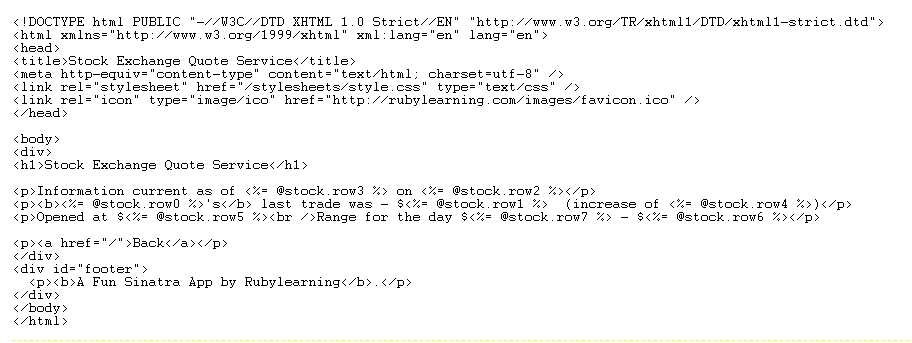 <!DOCTYPE html PUBLIC "-//W3C//DTD XHTML 1.0 Strict//EN" "http://www.w3.org/TR/xhtml1/DTD/xhtml1-strict.dtd">
<html xmlns="http://www.w3.org/1999/xhtml" xml:lang="en" lang="en">
<head>
<title>Stock Exchange Quote Service</title>
<meta http-equiv="content-type" content="text/html; charset=utf-8" />
<link rel="stylesheet" href="/stylesheets/style.css" type="text/css" />
<link rel="icon" type="image/ico" href="http://rubylearning.com/images/favicon.ico" />
</head>

<body>
<div>
<h1>Stock Exchange Quote Service</h1>

<p>Information current as of <%= @stock.row3 %> on <%= @stock.row2 %></p>
<p><b><%= @stock.row0 %>'s</b> last trade was - $<%= @stock.row1 %>  (increase of <%= @stock.row4 %>)</p>
<p>Opened at $<%= @stock.row5 %><br />Range for the day $<%= @stock.row7 %> - $<%= @stock.row6 %></p>

<p><a href="/">Back</a></p>
</div>
<div id="footer">
  <p><b>A Fun Sinatra App by Rubylearning</b>.</p>
</div>
</body>
</html>